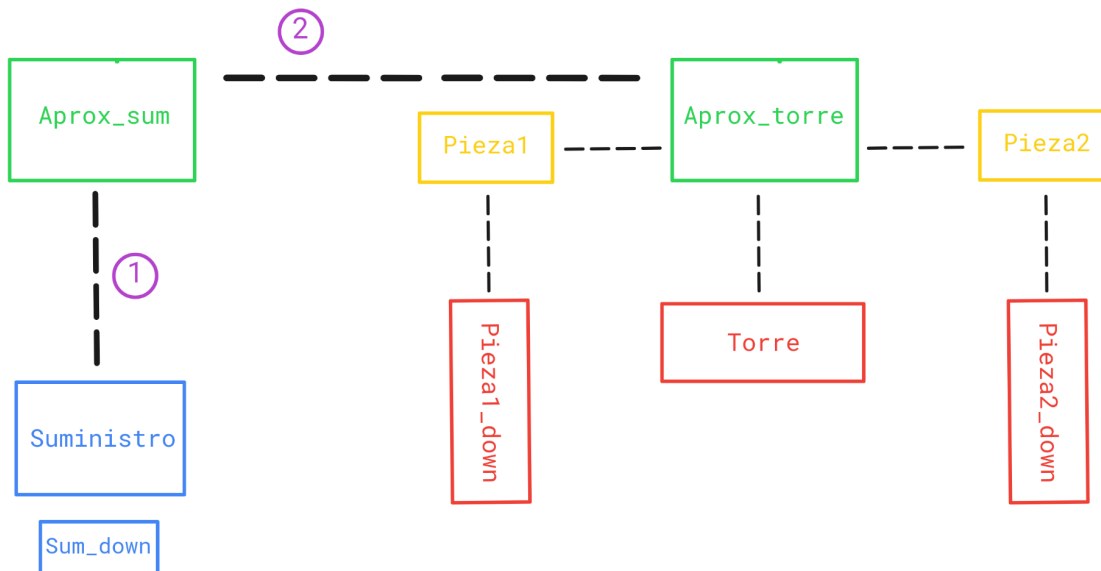 2
Aprox_sum
Aprox_torre
Pieza1
Pieza2
1
Suministro
Sum_down
Pieza1_down
Torre
Pieza2_down